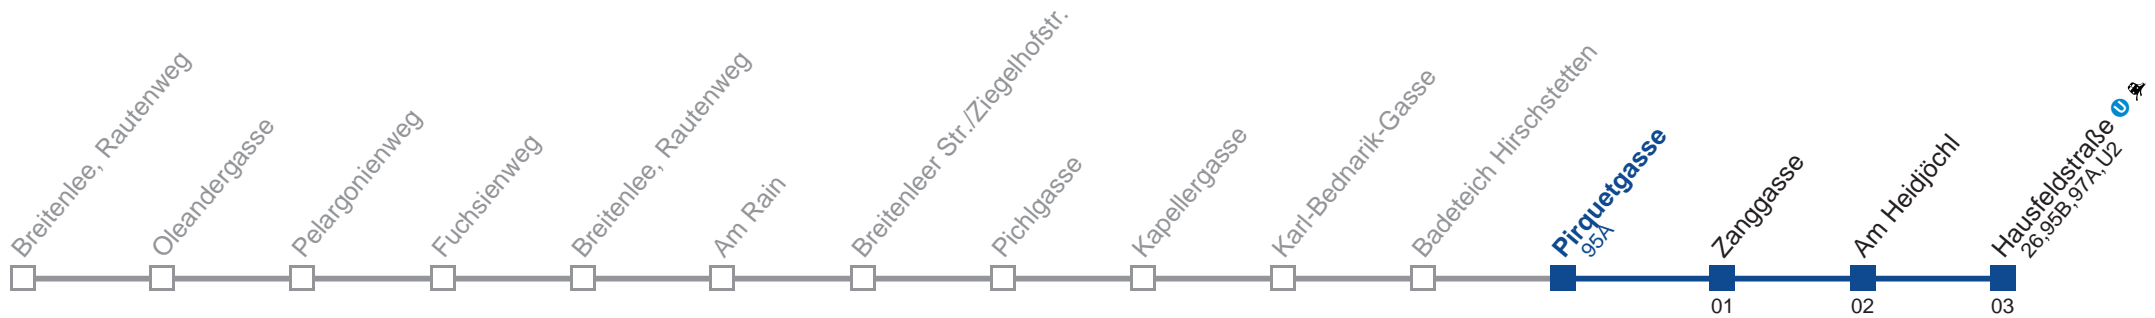 Breitenlee, Rautenweg
Oleandergasse
Pelargonienweg
Fuchsienweg
Breitenlee, Rautenweg
Am Rain
Breitenleer Str./Ziegelhofstr.
Pichlgasse
Kapellergasse
Karl-Bednarik-Gasse
Badeteich Hirschstetten
Pirquetgasse
95A
Zanggasse
Am Heidjöchl
Hausfeldstraße U
26,95B,97A,U2
01
02
03